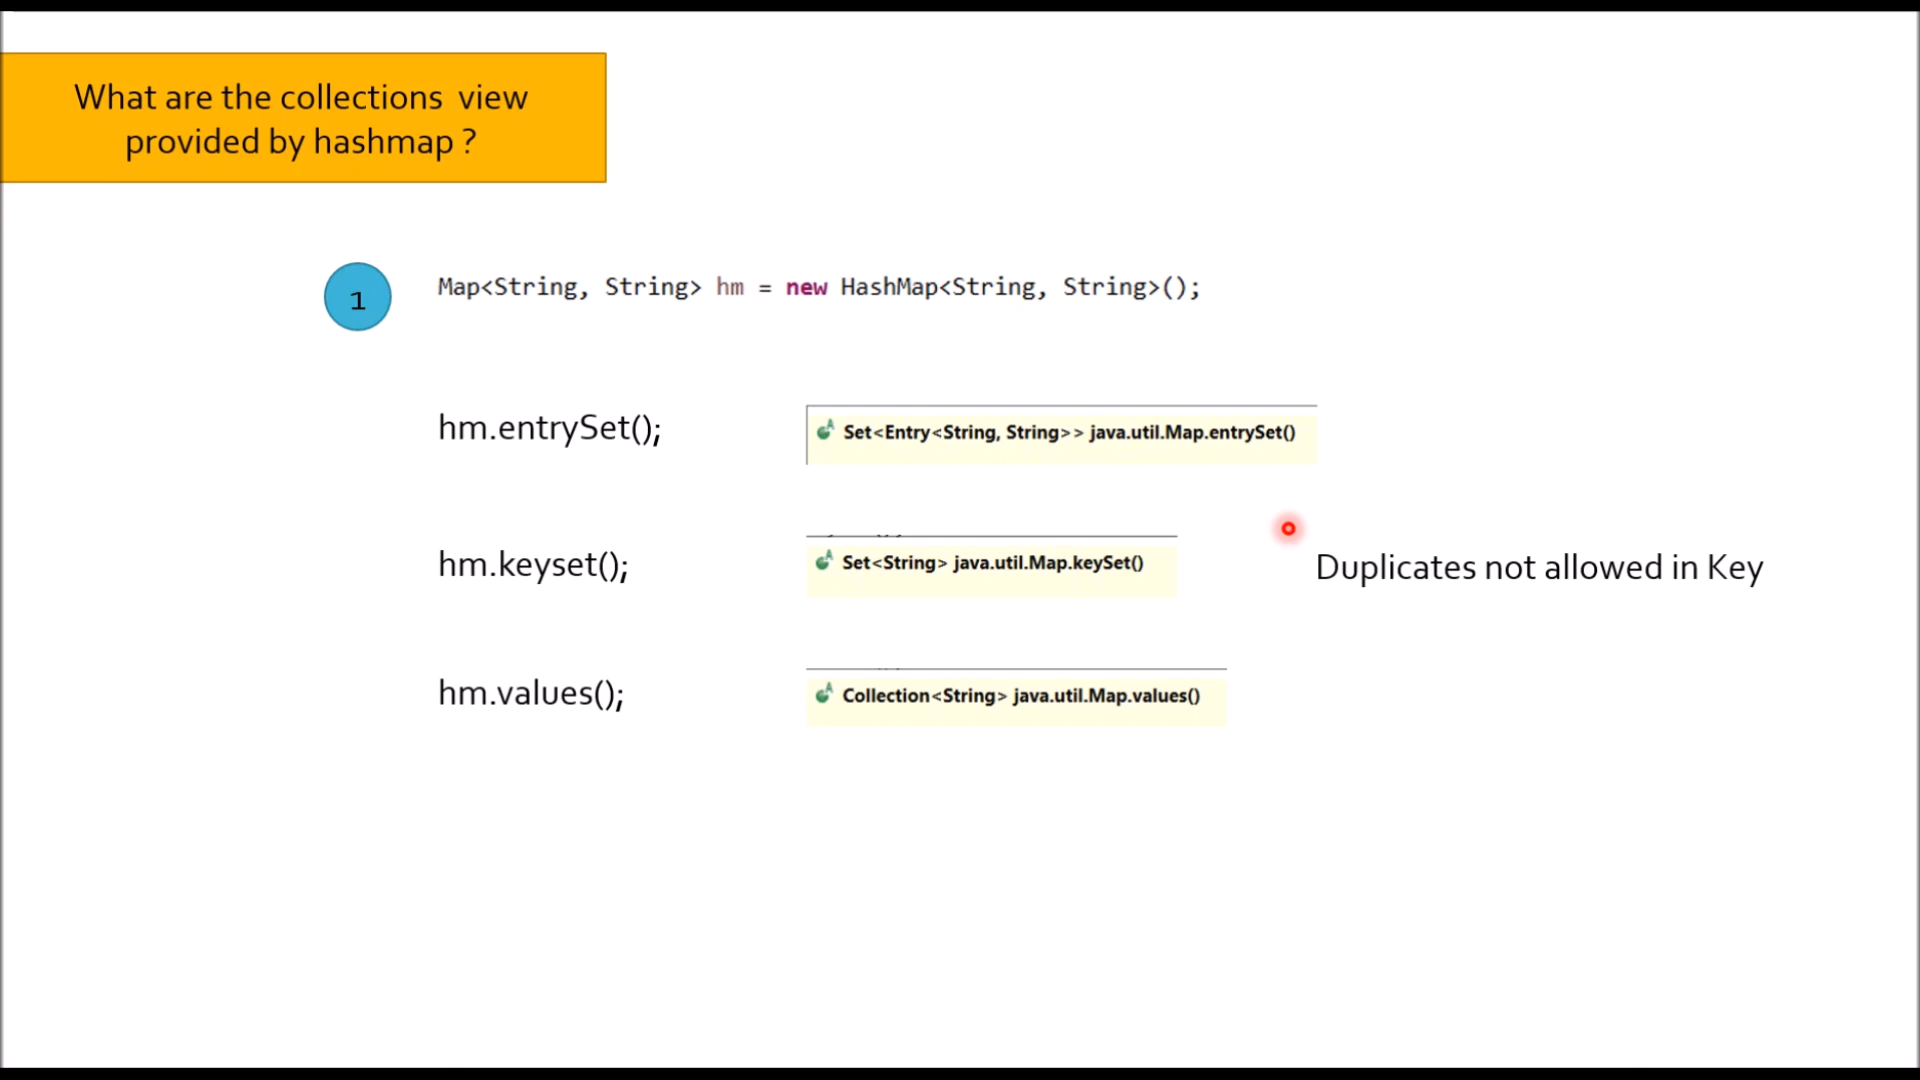 What are the collections view
provided by hashmap ?
1
Map<String, String> hm = new HashMap<String, String>();
hm.entrySet();
Set<Entry<String, String>> java.util.Map.entrySet()
hm.keyset();
Set<String> java.util.Map.keySet()
Duplicates not allowed in Key
hm.values();
Collection<String> java.util.Map.values()